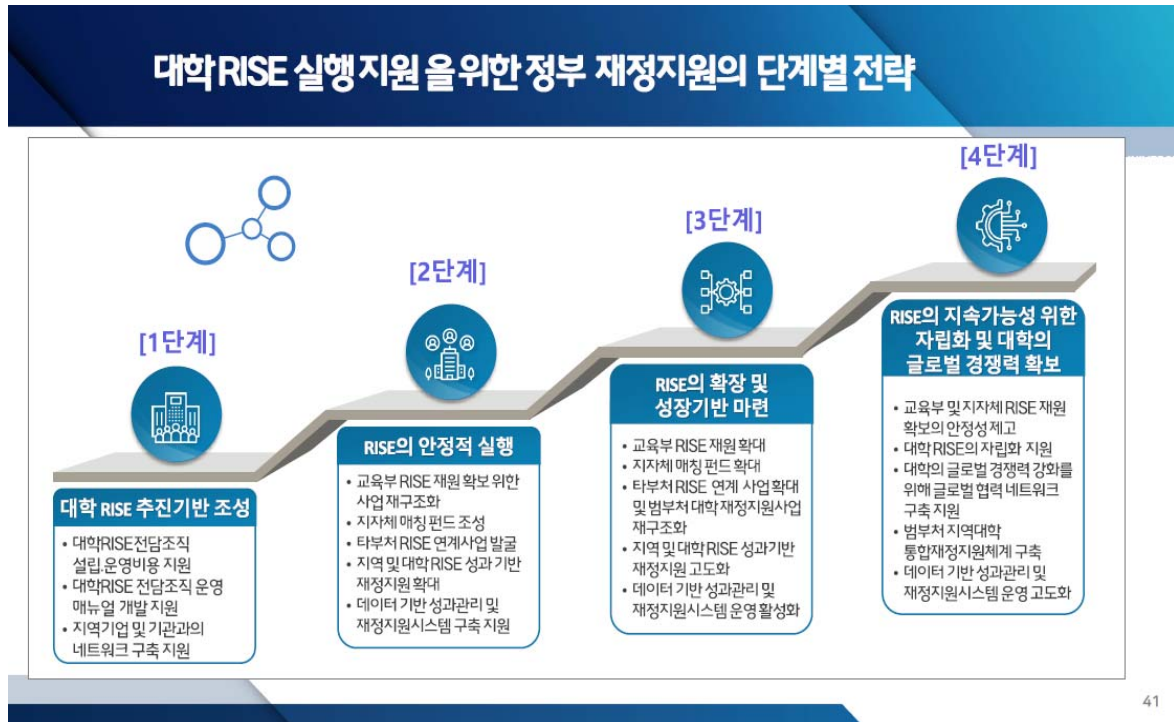 대학 RISE 실행 지원 을 위한 정부 재정지원의 단계별 전략
[1단계]
대학 RISE 추진기반 조성
• 대학RISE전담조직
설립.운영비용 지원
• 대학RISE 전담조직 운영
매뉴얼 개발 지원
• 지역기업 및 기관과의
네트워크 구축 지원
[2단계]
RISE의 안정적 실행
• 교육부 RISE 재원 확보 위한
사업 재구조화
• 지자체 매칭 펀드 조성
• 타부처 RISE 연계사업 발굴
• 지역 및 대학 RISE 성과 기반
재정지원 확대
• 데이터 기반 성과관리 및
재정지원시스템 구축 지원
[3단계]
RISE의 확장 및
성장기반 마련
• 교육부 RISE 재원 확대
• 지자체 매칭 펀드 확대
• 타부처 RISE 연계 사업 확대
및 범부처 대학 재정지원사업
재구조화
• 지역 및 대학 RISE 성과기반
재정지원 고도화
• 데이터 기반 성과관리 및
재정지원시스템 운영 활성화
[4단계]
RISE의 지속가능성 위한
자립화 및 대학의
글로벌 경쟁력 확보
• 교육부 및 지자체 RISE 재원
확보의 안정성 제고
• 대학 RISE의 자립화 지원
• 대학의 글로벌 경쟁력 강화를
위해 글로벌 협력 네트워크
구축 지원
• 범부처 지역대학
통합재정지원체계 구축
• 데이터 기반 성과관리 및
재정지원시스템 운영 고도화
41